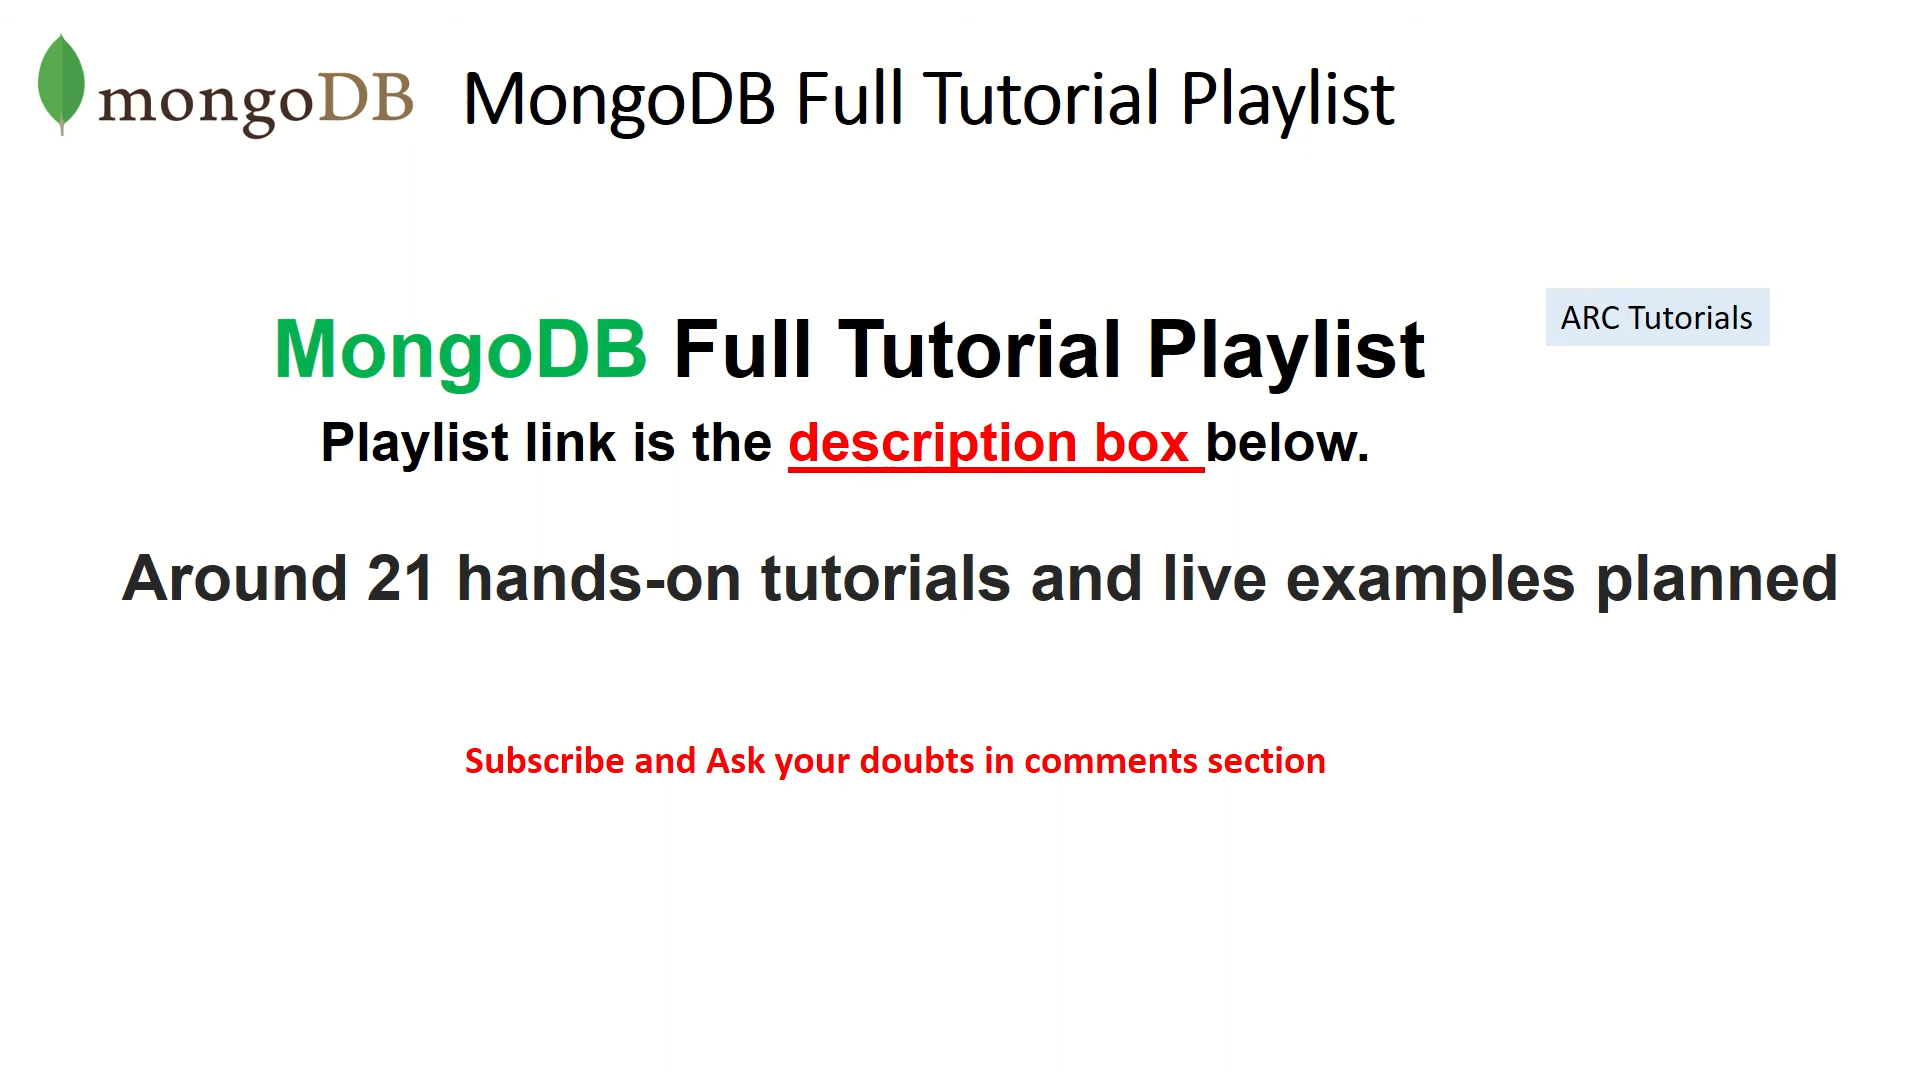 mongoDB MongoDB Full Tutorial Playlist
ARC Tutorials
MongoDB Full Tutorial Playlist
Playlist link is the description box below.
Around 21 hands-on tutorials and live examples planned
Subscribe and Ask your doubts in comments section